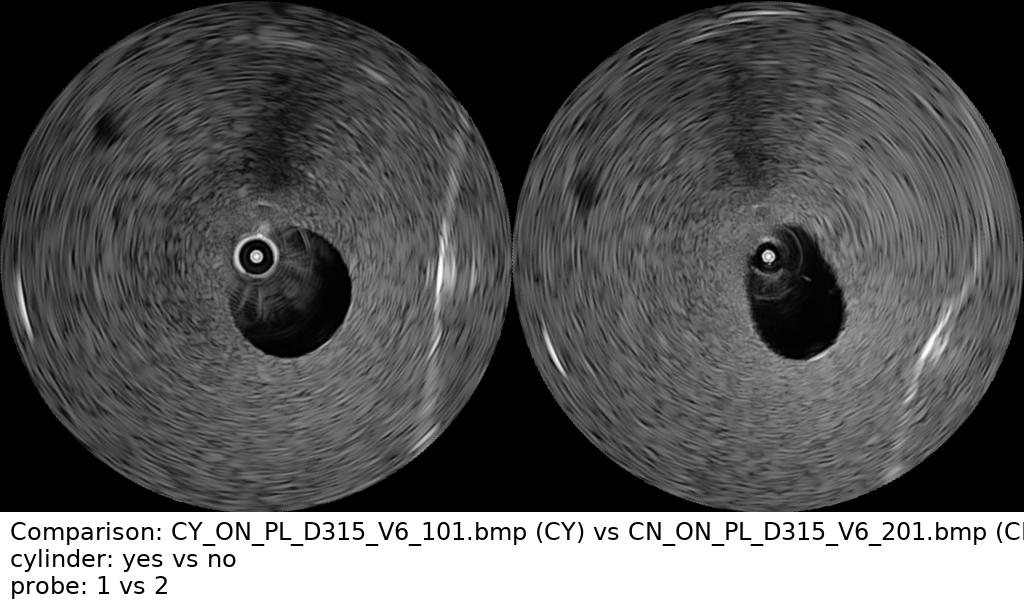 Comparison: CY_ON_PL_D315_V6_101.bmp (CY) vs CN_ON_PL_D315_V6_201.bmp
cylinder: yes vs no
probe: 1 vs 2